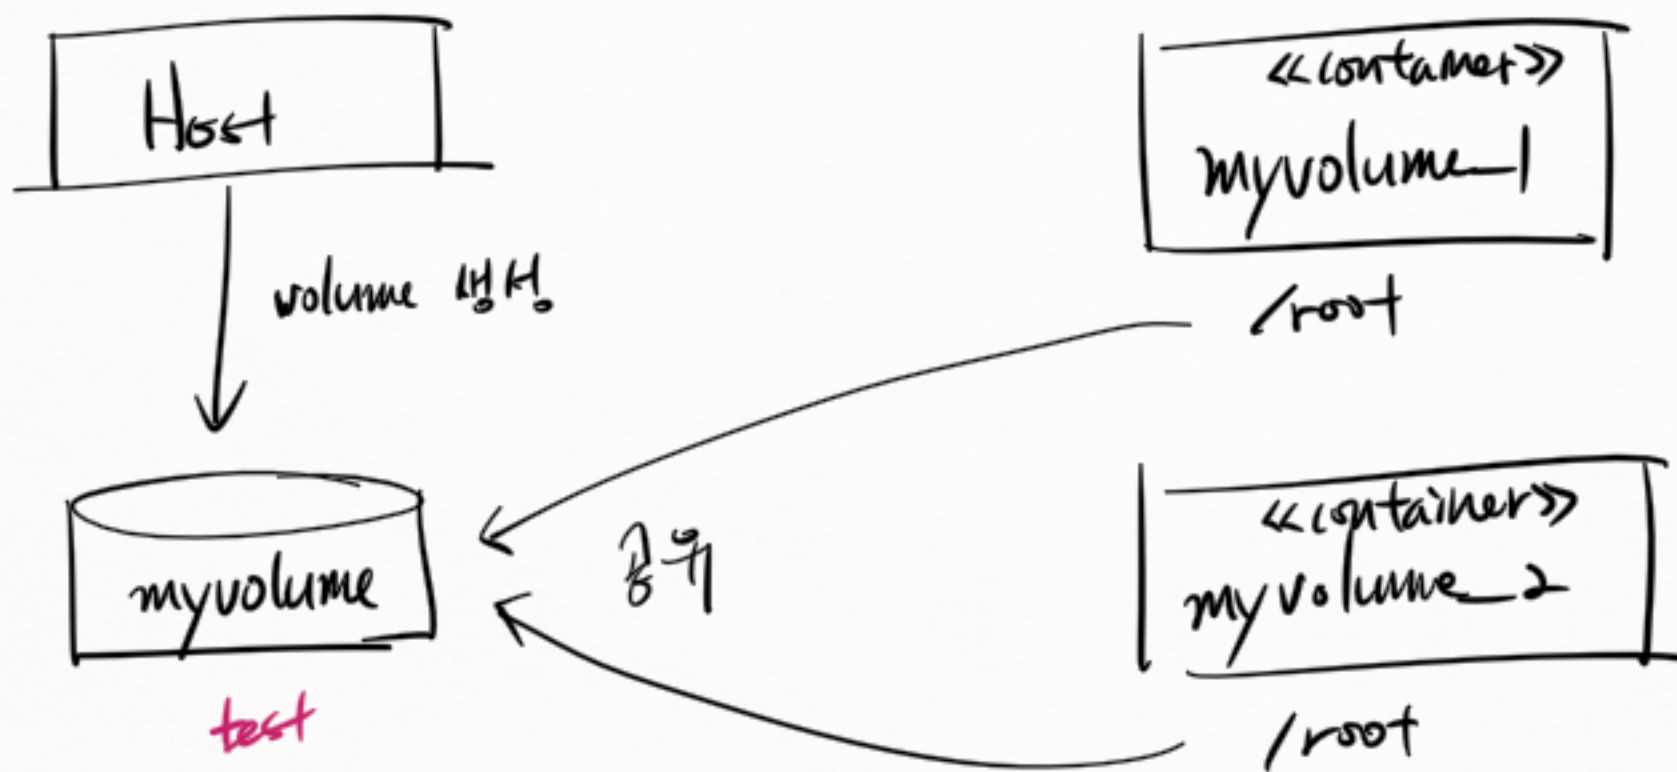 Host
volume 생성
myvolume
test
공유
<<container>>
myvolume_1
/root
<<container>>
myvolume_2
/root